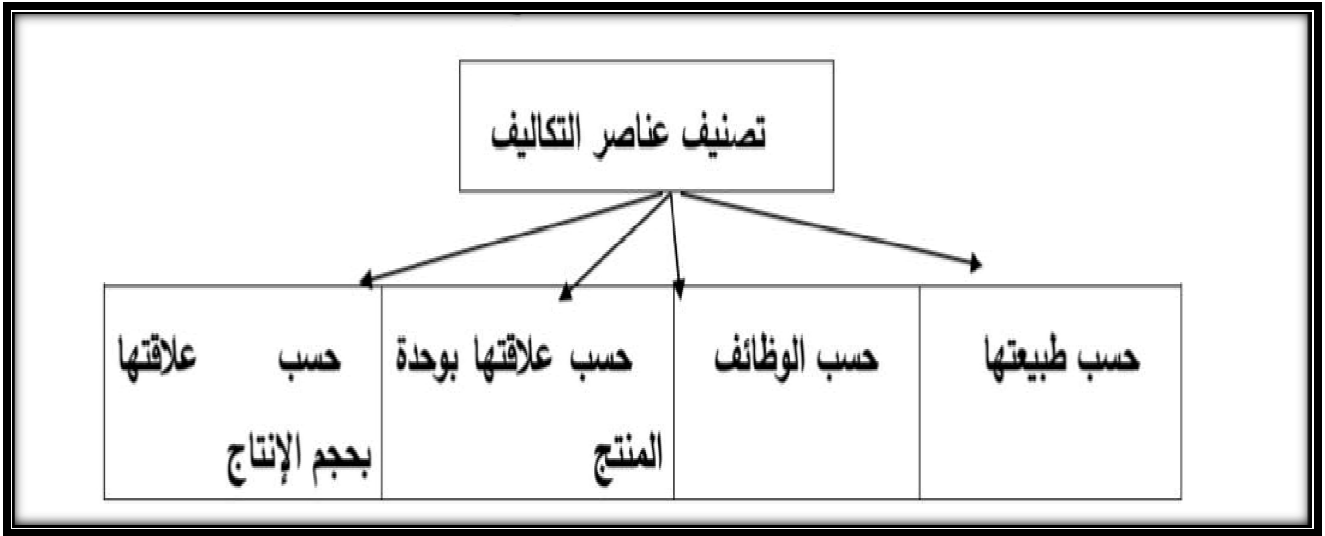 تصنيف عناصر التكاليف
حسب طبيعتها
حسب الوظائف
حسب علاقتها بوحدة
المنتج
حسب علاقتها
بحجم الإنتاج